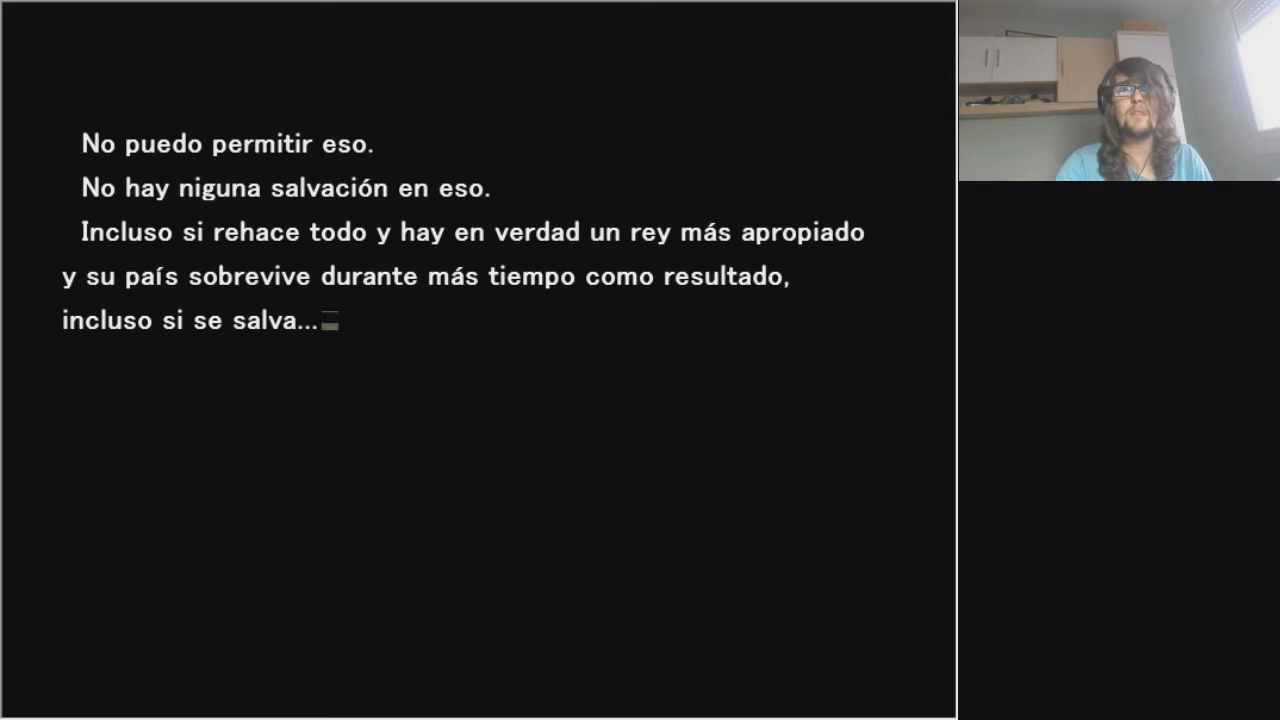 No puedo permitir eso.
No hay niguna salvación en eso.
Incluso si rehace todo y hay en verdad un rey más apropiado
y su país sobrevive durante más tiempo como resultado,
incluso si se salva...